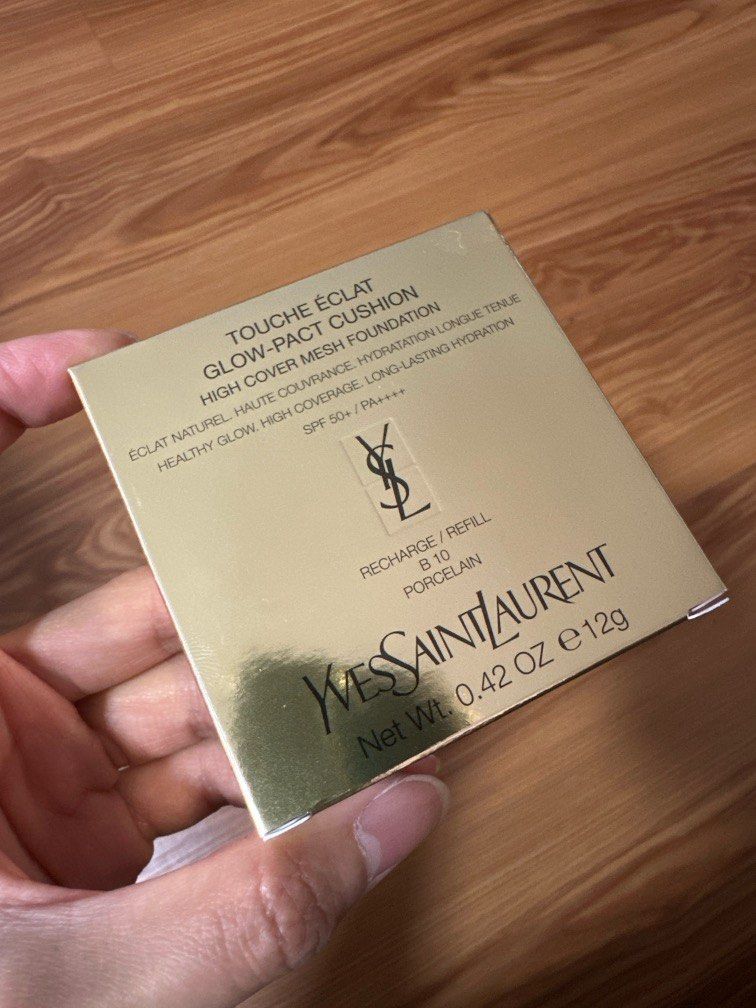 TOUCHE ÉCLAT
GLOW-PACT CUSHION
HIGH COVER MESH FOUNDATION
ÉCLAT NATUREL. HAUTE COUVRANCE. HYDRATATION LONGUE TENUE
HEALTHY GLOW. HIGH COVERAGE. LONG-LASTING HYDRATION
SPF 50+ / PA++++
YSL
RECHARGE / REFILL
B 10
PORCELAIN
YVESSAINTLAURENT
Net Wt. 0.42 OZ ℮12g